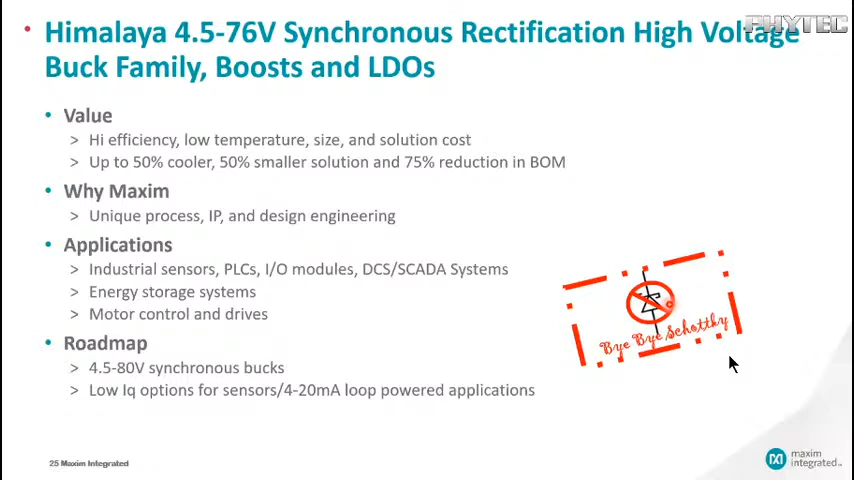 PHYTEC
Himalaya 4.5-76V Synchronous Rectification High Voltage
Buck Family, Boosts and LDOs
Value
> Hi efficiency, low temperature, size, and solution cost
> Up to 50% cooler, 50% smaller solution and 75% reduction in BOM
Why Maxim
> Unique process, IP, and design engineering
Applications
> Industrial sensors, PLCs, I/O modules, DCS/SCADA Systems
> Energy storage systems
> Motor control and drives
Bye Bye Schottky
Roadmap
> 4.5-80V synchronous bucks
> Low Iq options for sensors/4-20mA loop powered applications
25 Maxim Integrated
maxim
integrated™